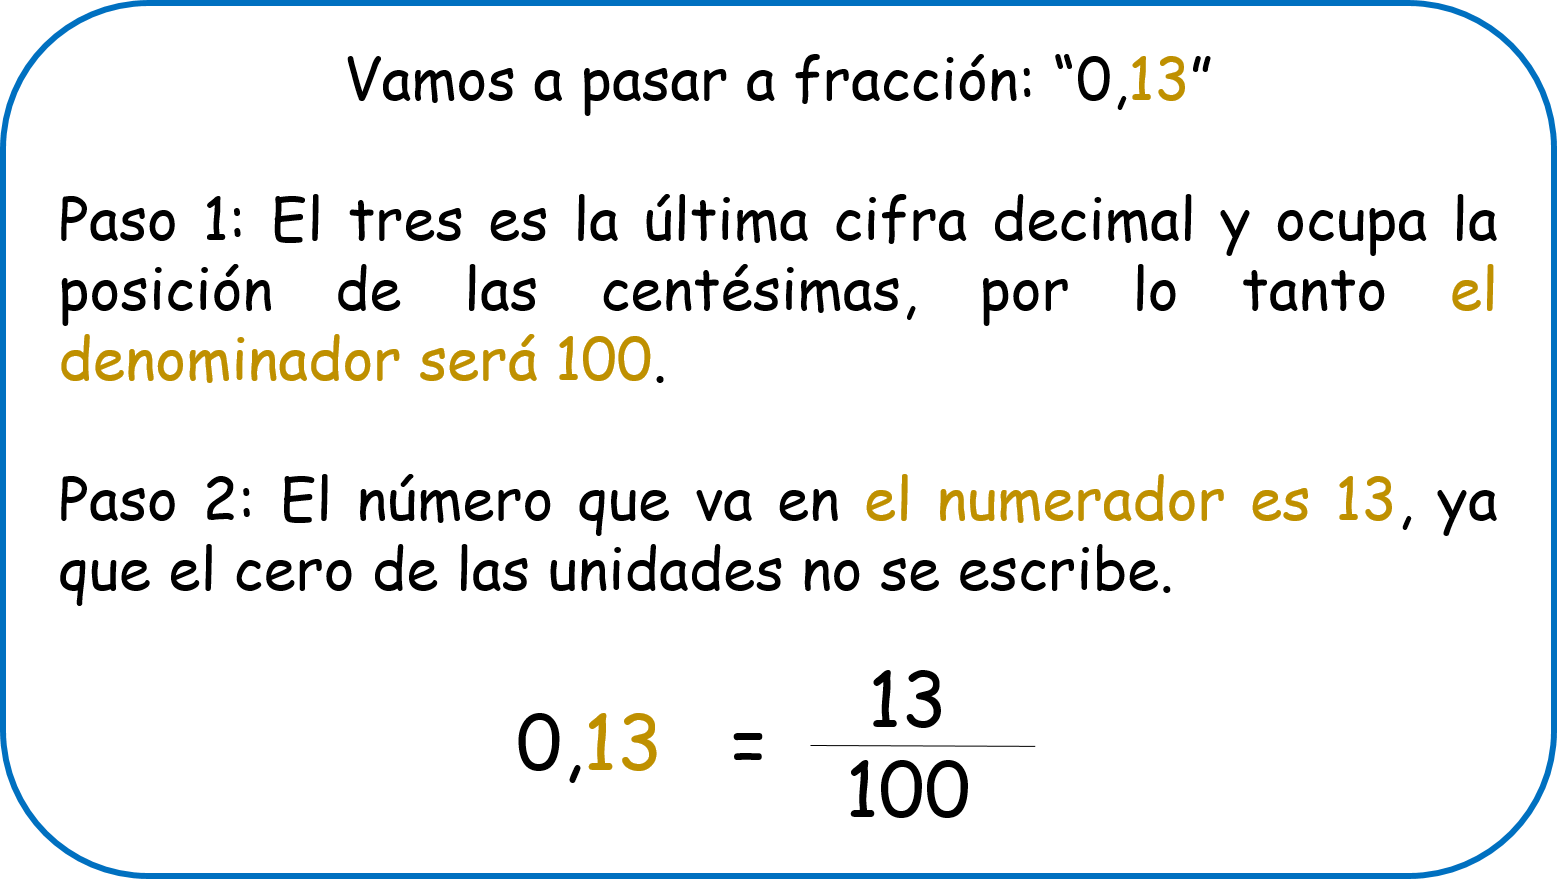 Vamos a pasar a fracción: “0,13”
Paso 1: El tres es la última cifra decimal y ocupa la
posición de las centésimas, por lo tanto el
denominador será 100.
Paso 2: El número que va en el numerador es 13, ya
que el cero de las unidades no se escribe.
13
0,13 =
100